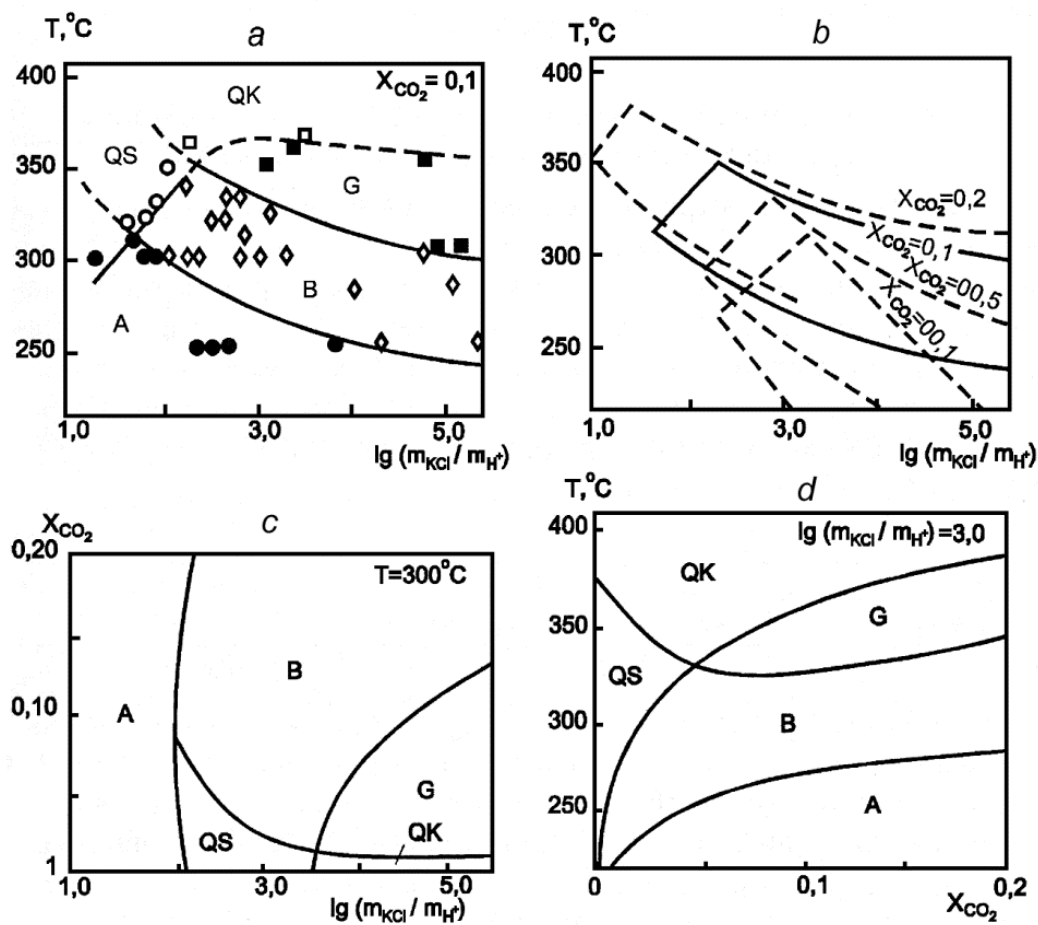 T,°C a
400
350
300
250
X_CO2 = 0,1
QK
QS
G
B
A
1,0 3,0 5,0
lg (m_KCl / m_H+)
T,°C b
400
350
300
250
X_CO2=0,2
X_CO2=0,1
X_CO2=00,5
X_CO2=00,1
1,0 3,0 5,0
lg (m_KCl / m_H+)
X_CO2 c
0,20
0,10
1
T=300°C
B
A
G
QK
QS
1,0 3,0 5,0
lg (m_KCl / m_H+)
T,°C d
400
350
300
250
lg (m_KCl / m_H+)=3,0
QK
G
QS
B
A
0 0,1 0,2
X_CO2